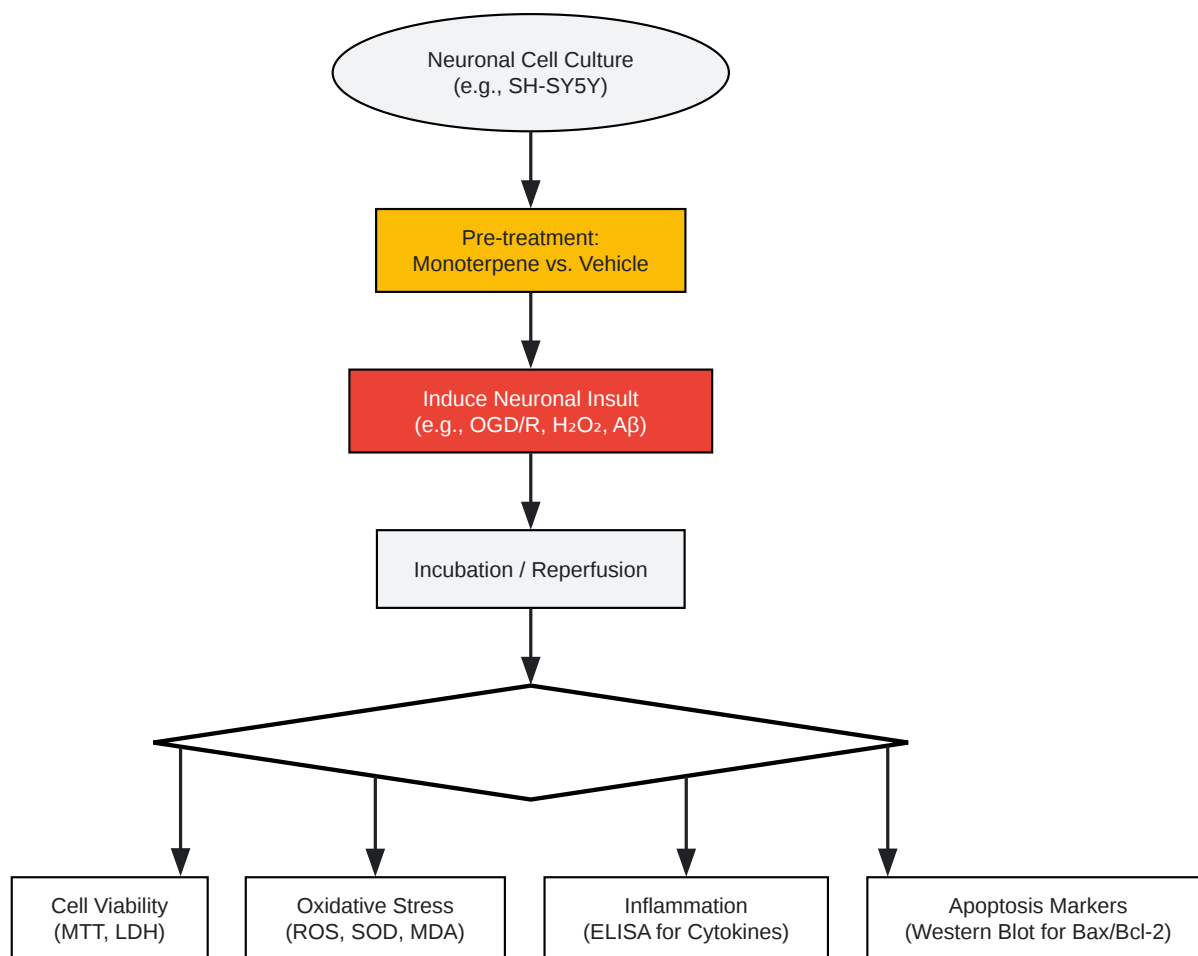 Neuronal Cell Culture
(e.g., SH-SY5Y)
Pre-treatment:
Monoterpene vs. Vehicle
Induce Neuronal Insult
(e.g., OGD/R, H₂O₂, Aβ)
Incubation / Reperfusion
Cell Viability
(MTT, LDH)
Oxidative Stress
(ROS, SOD, MDA)
Inflammation
(ELISA for Cytokines)
Apoptosis Markers
(Western Blot for Bax/Bcl-2)